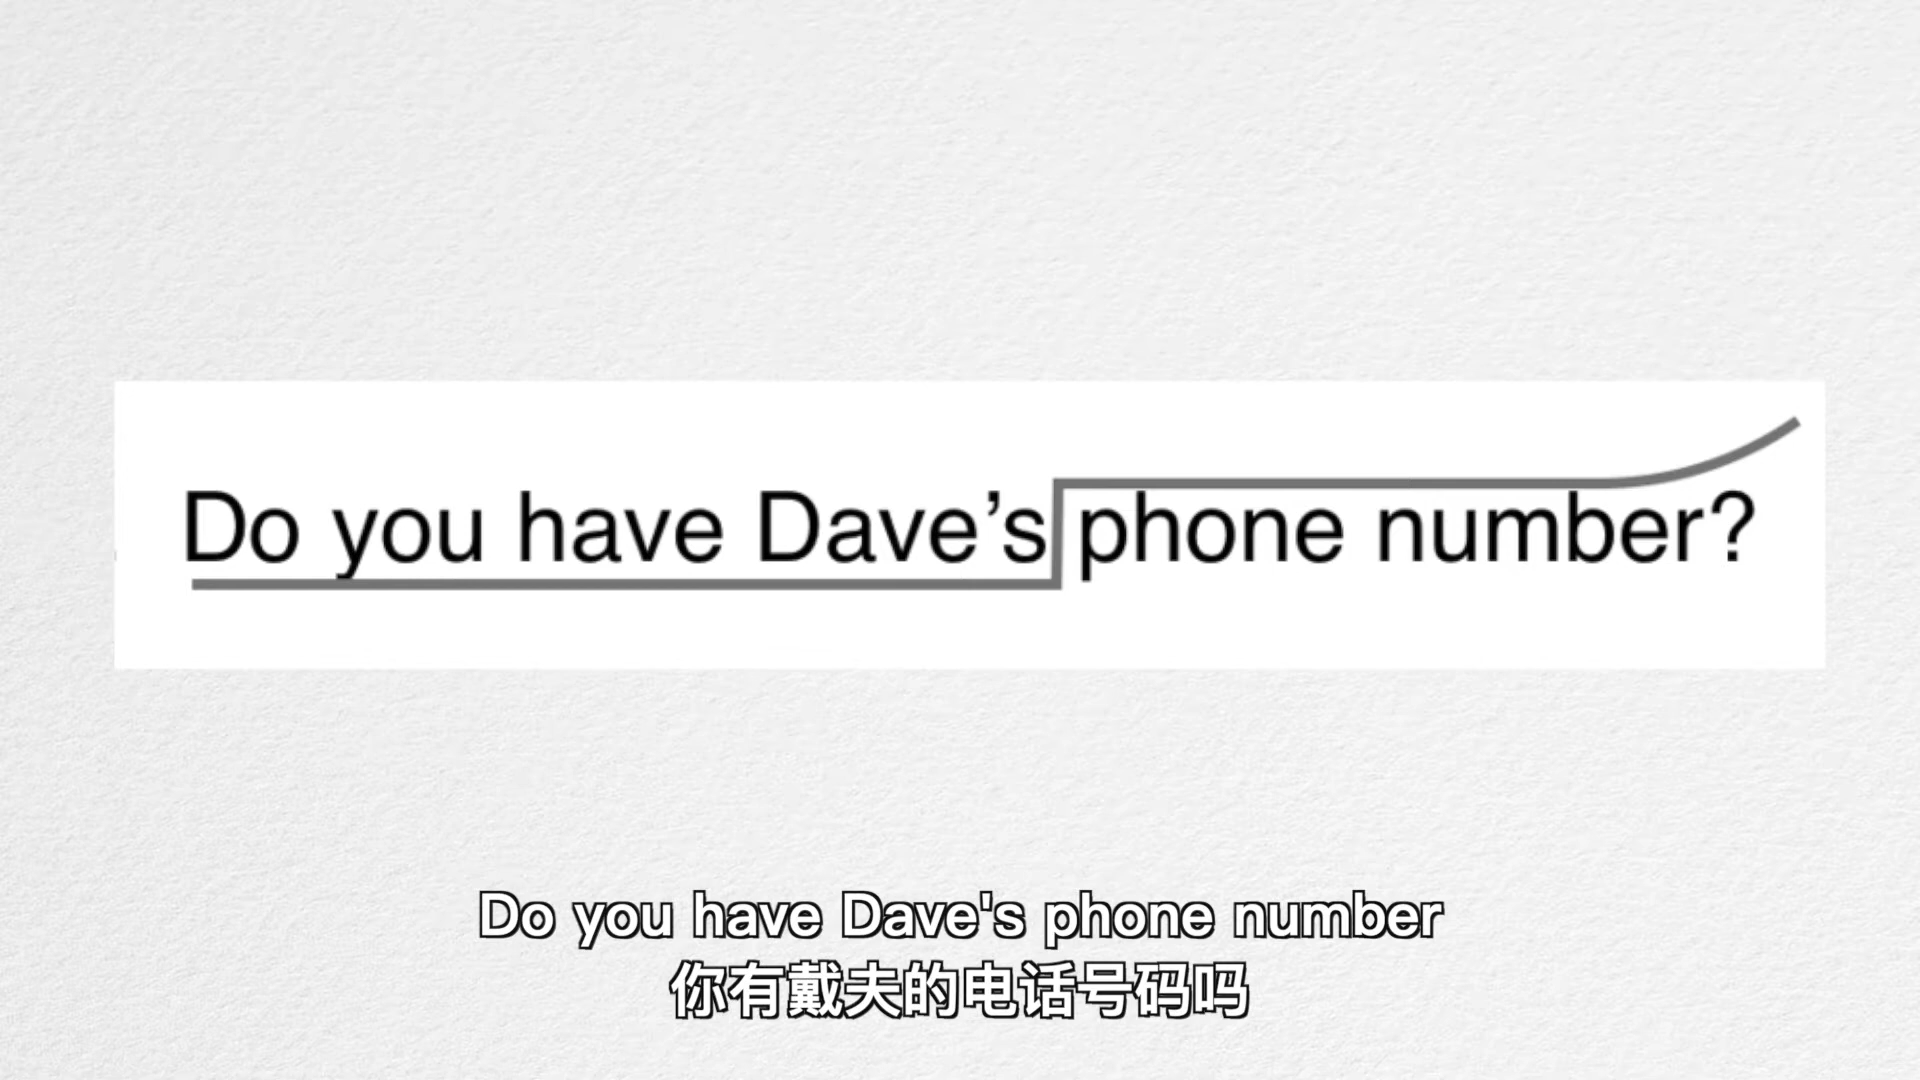 Do you have Dave’s phone number?
Do you have Dave's phone number
你有戴夫的电话号码吗